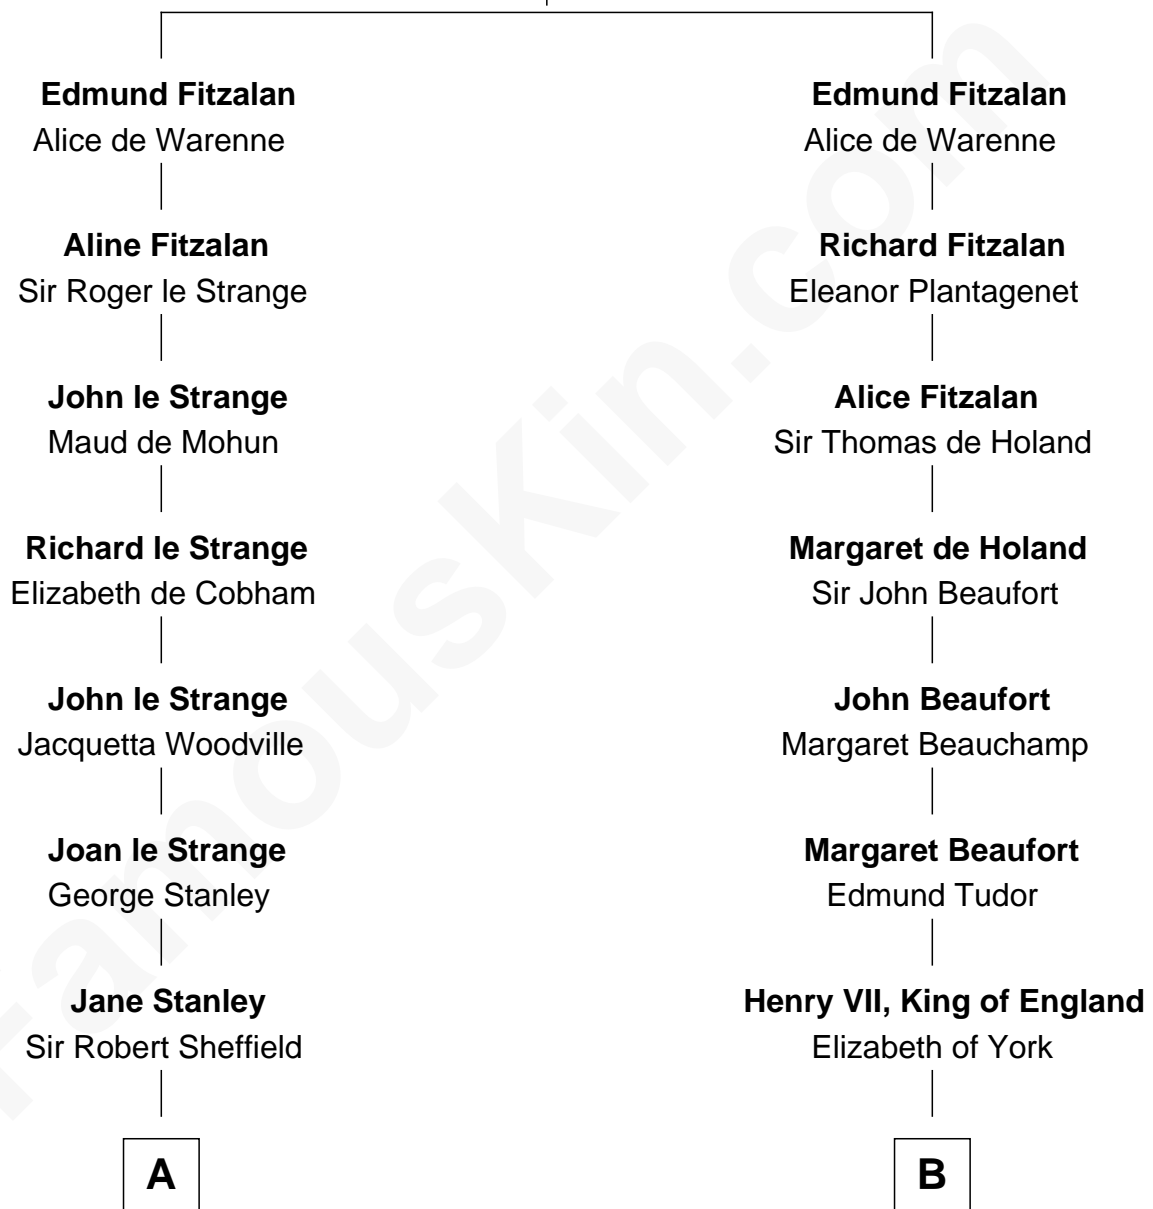 Edmund Fitzalan
Alice de Warenne
Aline Fitzalan
Sir Roger le Strange
John le Strange
Maud de Mohun
Richard le Strange
Elizabeth de Cobham
John le Strange
Jacquetta Woodville
Joan le Strange
George Stanley
Jane Stanley
Sir Robert Sheffield
A
Edmund Fitzalan
Alice de Warenne
Richard Fitzalan
Eleanor Plantagenet
Alice Fitzalan
Sir Thomas de Holand
Margaret de Holand
Sir John Beaufort
John Beaufort
Margaret Beauchamp
Margaret Beaufort
Edmund Tudor
Henry VII, King of England
Elizabeth of York
B
FamousKin.com